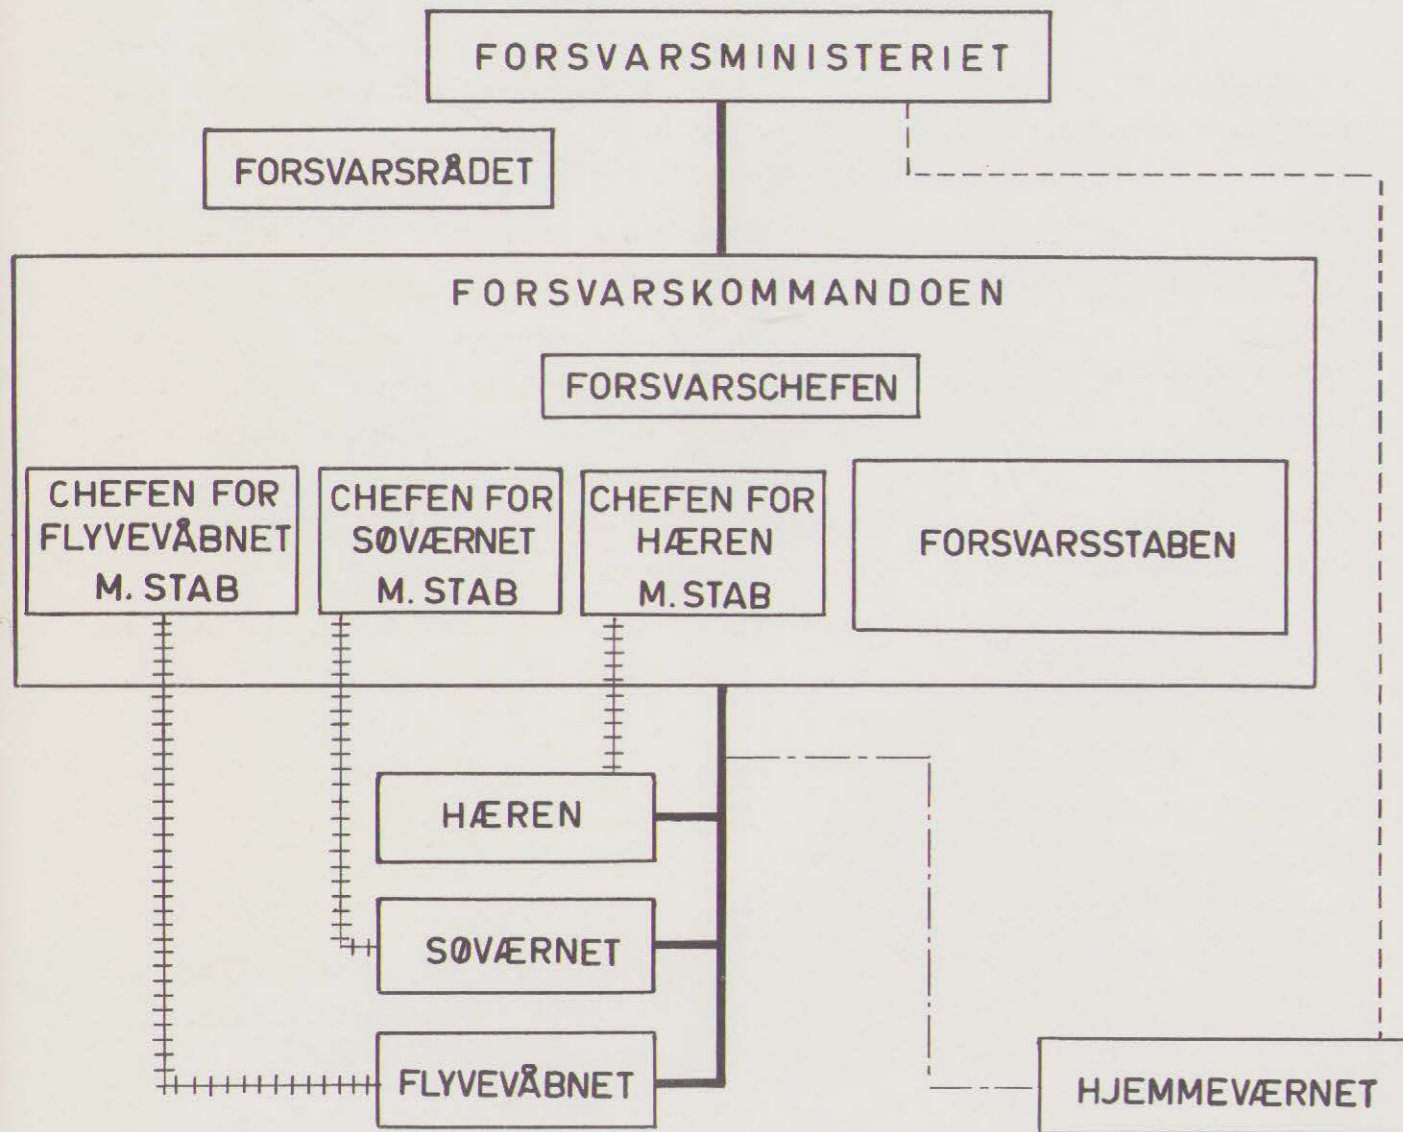 FORSVARSMINISTERIET
FORSVARSRÅDET
FORSVARSKOMMANDOEN
FORSVARSCHEFEN
CHEFEN FOR
FLYVEVÅBNET
M. STAB
CHEFEN FOR
SØVÆRNET
M. STAB
CHEFEN FOR
HÆREN
M. STAB
FORSVARSSTABEN
HÆREN
SØVÆRNET
FLYVEVÅBNET
HJEMMEVÆRNET